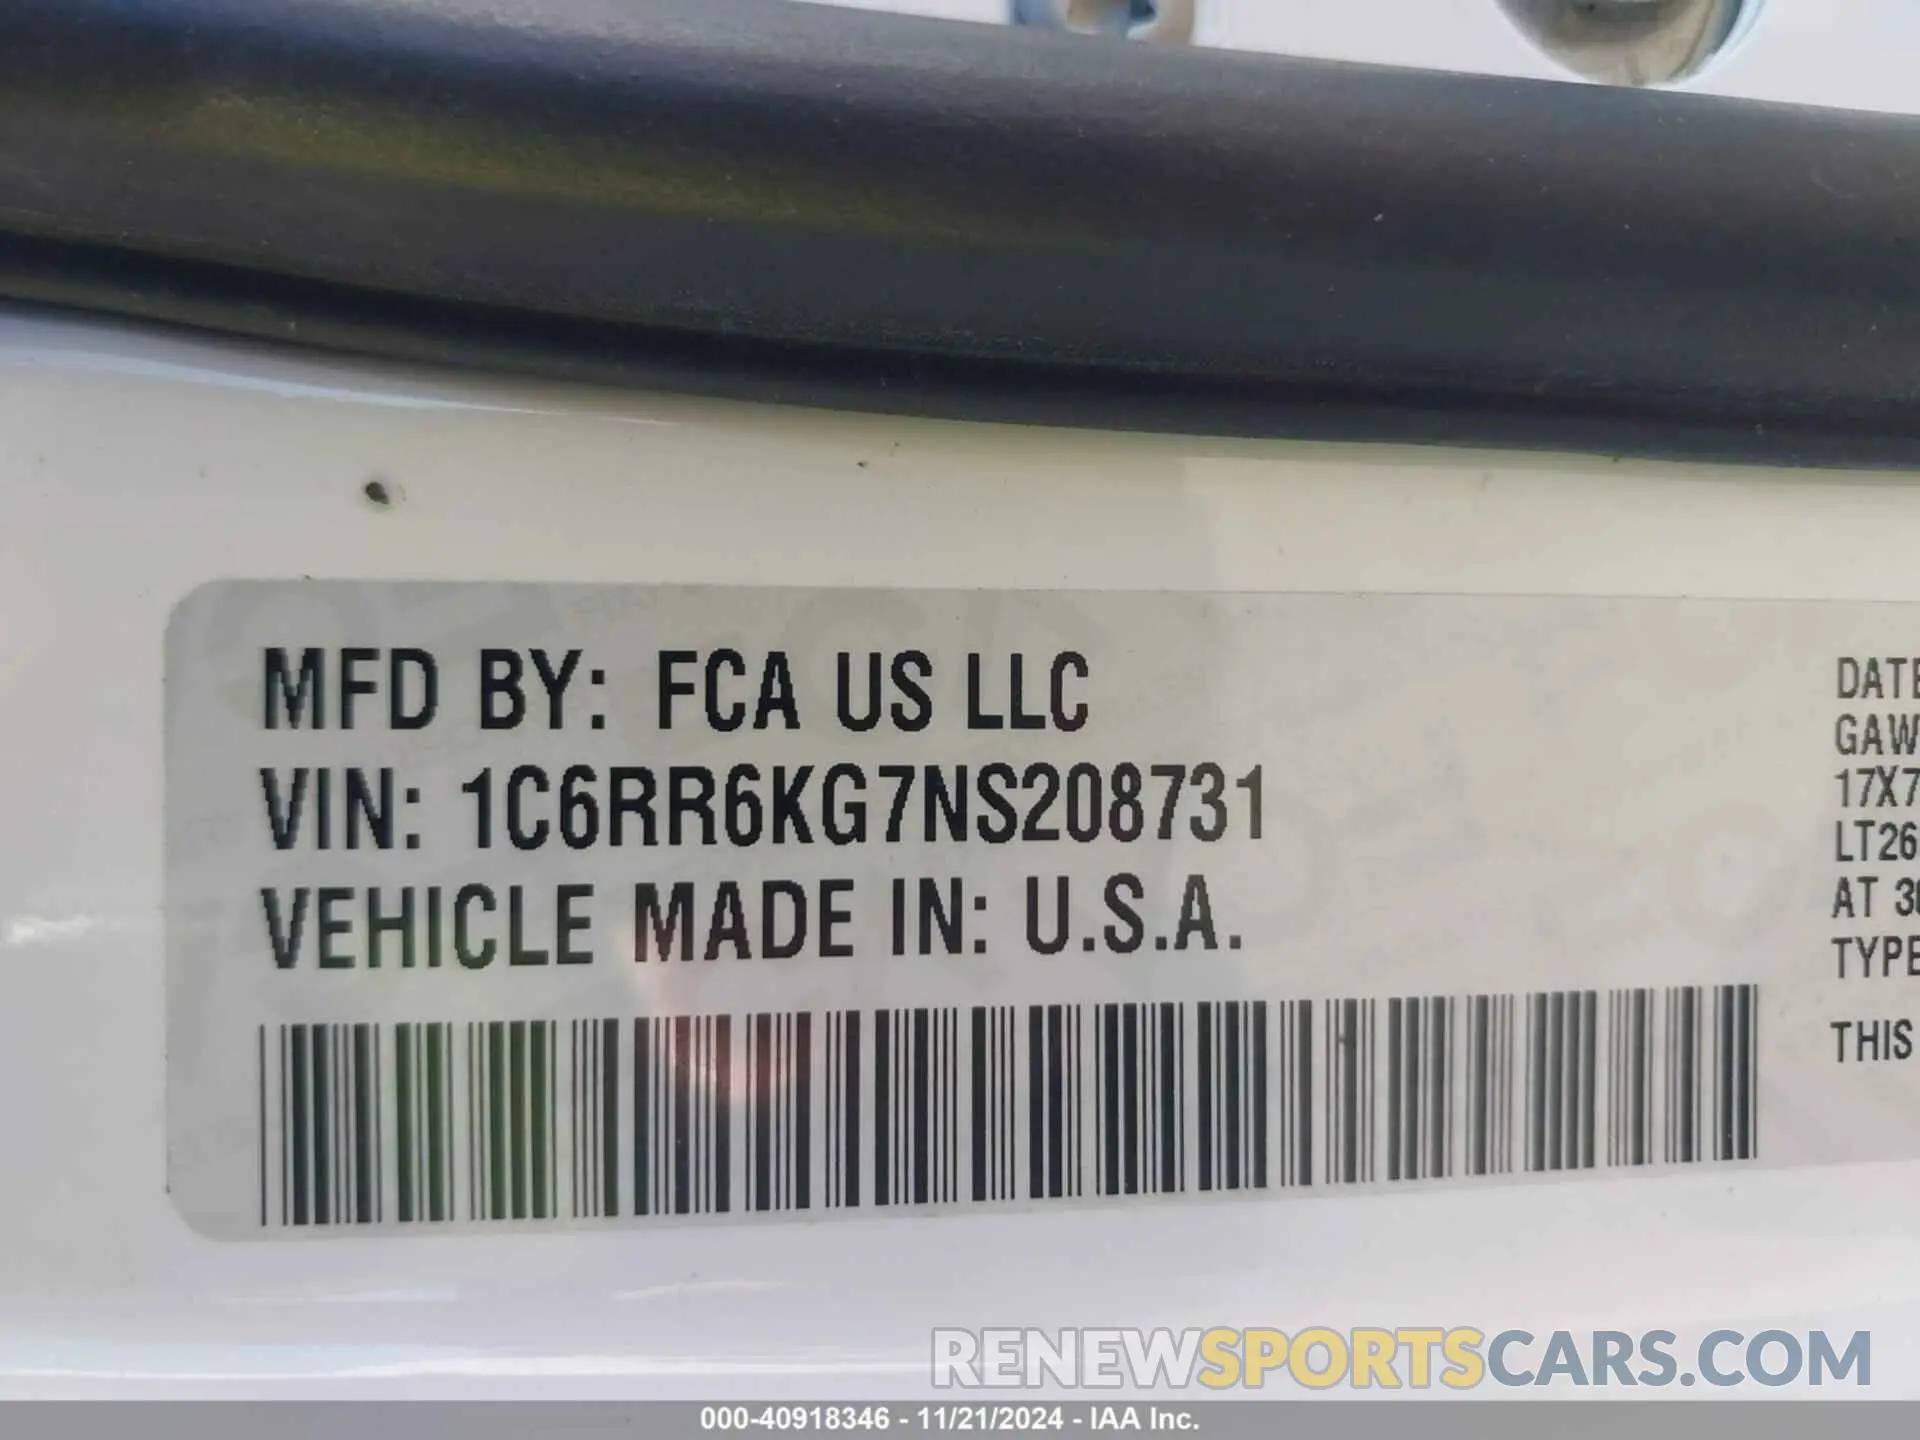 MFD BY: FCA US LLC
VIN: 1C6RR6KG7NS208731
VEHICLE MADE IN: U.S.A.
DATE
GAW
17X7
LT26
AT 30
TYPE
THIS
RENEWSPORTSCARS.COM
000-40918346 - 11/21/2024 - IAA Inc.